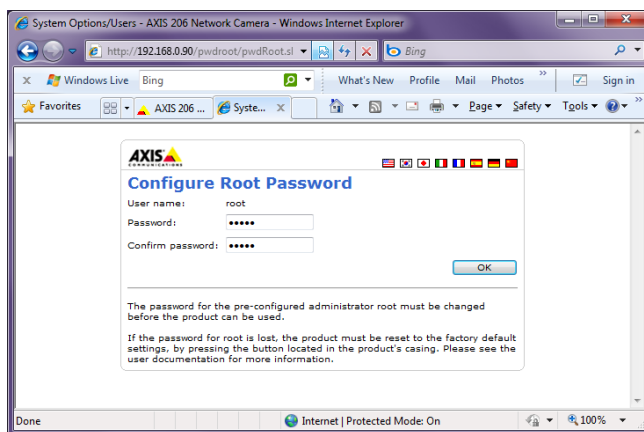 System Options/Users - AXIS 206 Network Camera - Windows Internet Explorer
http://192.168.0.90/pwdroot/pwdRoot.sl
Bing
x Windows Live Bing What's New Profile Mail Photos » Sign in
Favorites AXIS 206 ... Syste... X Page Safety Tools »
AXIS
COMMUNICATIONS
Configure Root Password
User name: root
Password: •••••
Confirm password: •••••
OK
The password for the pre-configured administrator root must be changed
before the product can be used.
If the password for root is lost, the product must be reset to the factory default
settings, by pressing the button located in the product's casing. Please see the
user documentation for more information.
Done Internet | Protected Mode: On 100%